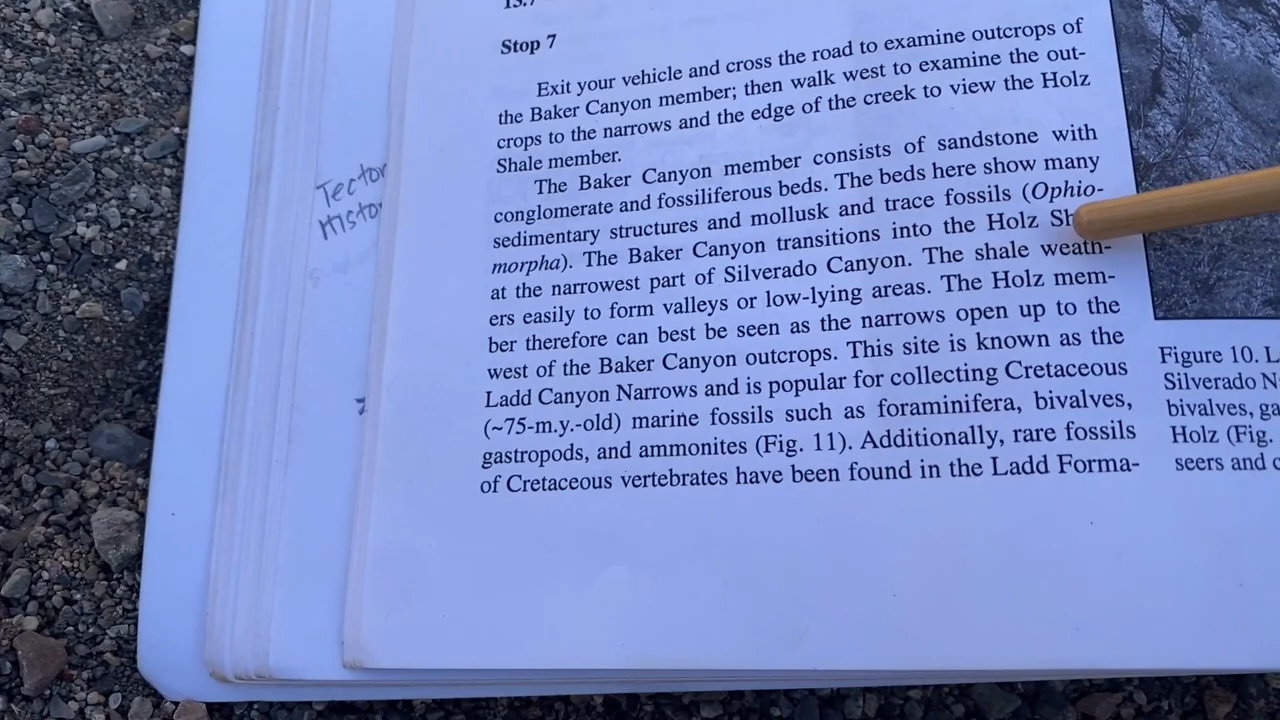 13.7
Stop 7
Exit your vehicle and cross the road to examine outcrops of
the Baker Canyon member; then walk west to examine the out-
crops to the narrows and the edge of the creek to view the Holz
Shale member.
The Baker Canyon member consists of sandstone with
conglomerate and fossiliferous beds. The beds here show many
sedimentary structures and mollusk and trace fossils (Ophio-
morpha). The Baker Canyon transitions into the Holz Sh
at the narrowest part of Silverado Canyon. The shale weath-
ers easily to form valleys or low-lying areas. The Holz mem-
ber therefore can best be seen as the narrows open up to the
west of the Baker Canyon outcrops. This site is known as the
Ladd Canyon Narrows and is popular for collecting Cretaceous
(~75-m.y.-old) marine fossils such as foraminifera, bivalves,
gastropods, and ammonites (Fig. 11). Additionally, rare fossils
of Cretaceous vertebrates have been found in the Ladd Forma-
Tector
Histo
Figure 10. L
Silverado N
bivalves, ga
Holz (Fig.
seers and c